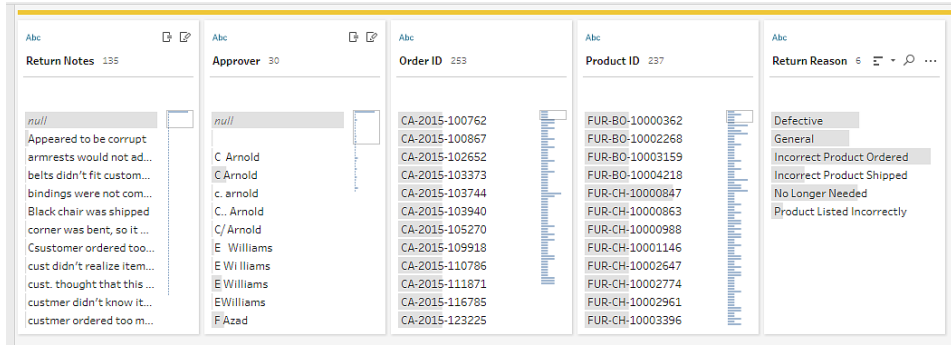 Abc
Return Notes 135
null
Appeared to be corrupt
armrests would not ad...
belts didn't fit custom...
bindings were not com...
Black chair was shipped
corner was bent, so it ...
Csustomer ordered too...
cust didn't realize item...
cust. thought that this ...
custmer didn't know it...
custmer ordered too m...
Abc
Approver 30
null
C Arnold
C Arnold
c. arnold
C.. Arnold
C/ Arnold
E  Williams
E Wi lliams
E Williams
EWilliams
F Azad
Abc
Order ID 253
CA-2015-100762
CA-2015-100867
CA-2015-102652
CA-2015-103373
CA-2015-103744
CA-2015-103940
CA-2015-105270
CA-2015-109918
CA-2015-110786
CA-2015-111871
CA-2015-116785
CA-2015-123225
Abc
Product ID 237
FUR-BO-10000362
FUR-BO-10002268
FUR-BO-10003159
FUR-BO-10004218
FUR-CH-10000847
FUR-CH-10000863
FUR-CH-10000988
FUR-CH-10001146
FUR-CH-10002647
FUR-CH-10002774
FUR-CH-10002961
FUR-CH-10003396
Abc
Return Reason 6
Defective
General
Incorrect Product Ordered
Incorrect Product Shipped
No Longer Needed
Product Listed Incorrectly